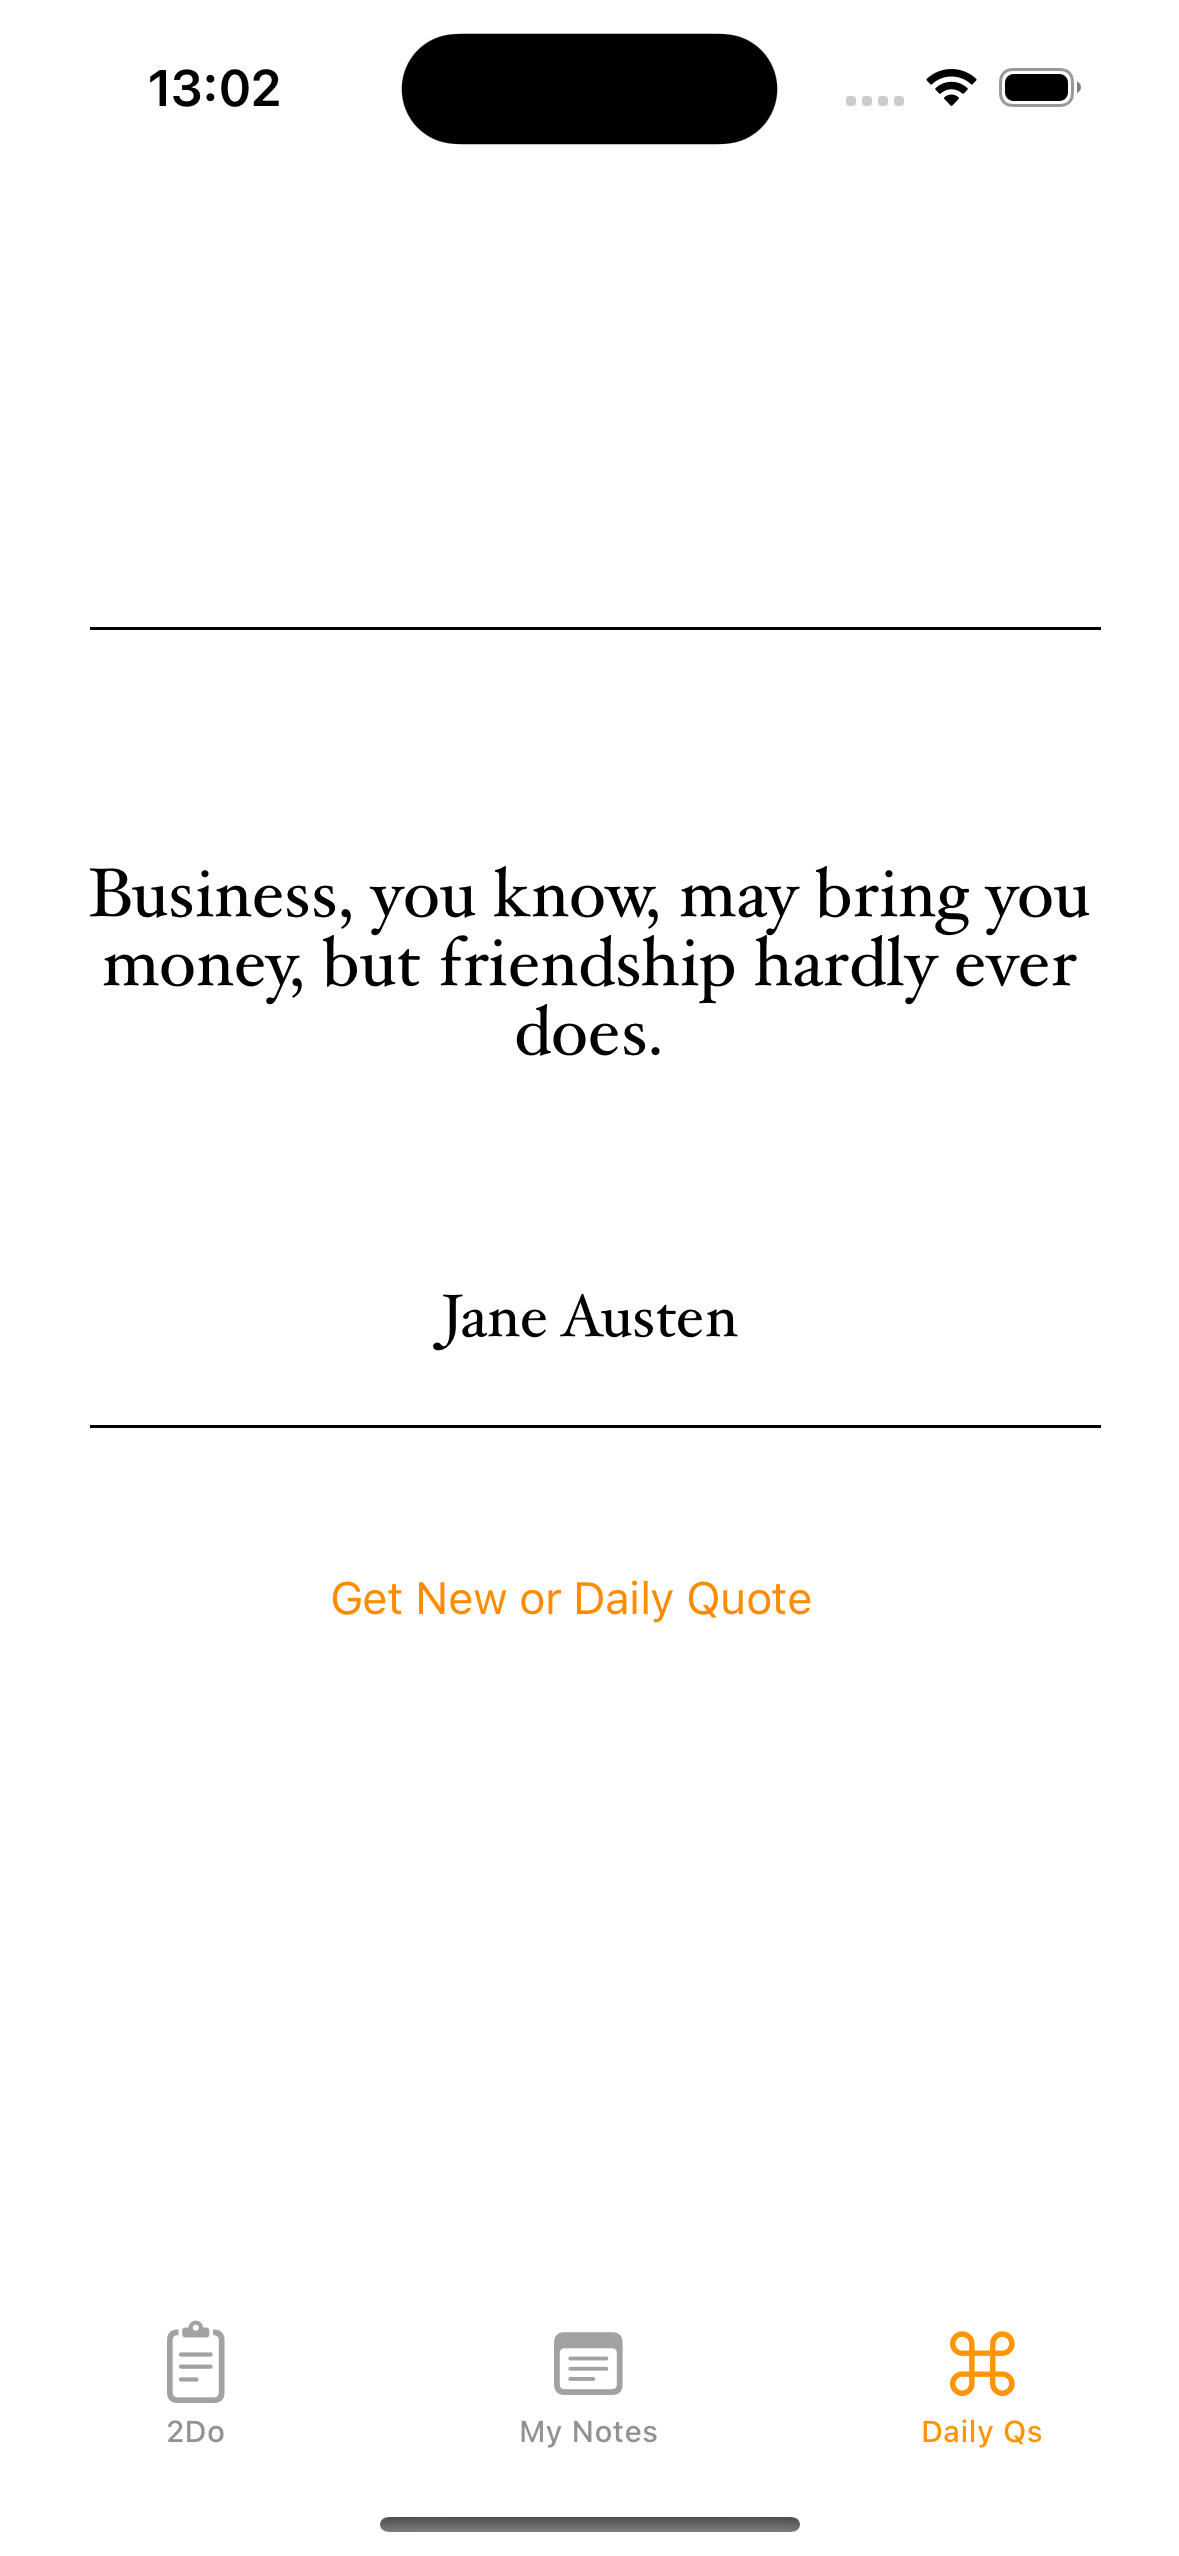 13:02
Business, you know, may bring you
money, but friendship hardly ever
does.
Jane Austen
Get New or Daily Quote
2Do
My Notes
Daily Qs